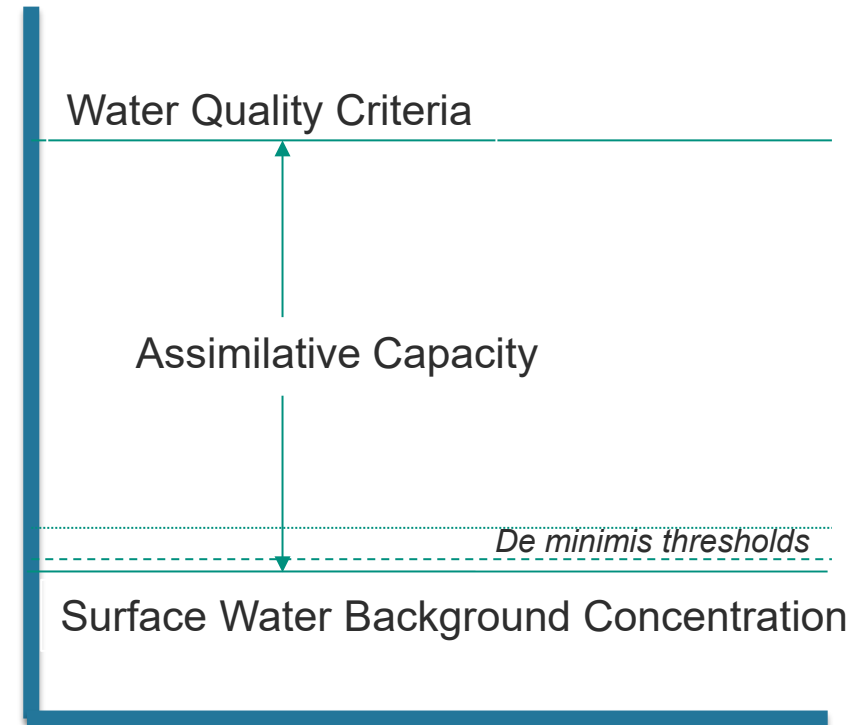 Water Quality Criteria
Assimilative Capacity
De minimis thresholds
Surface Water Background Concentration